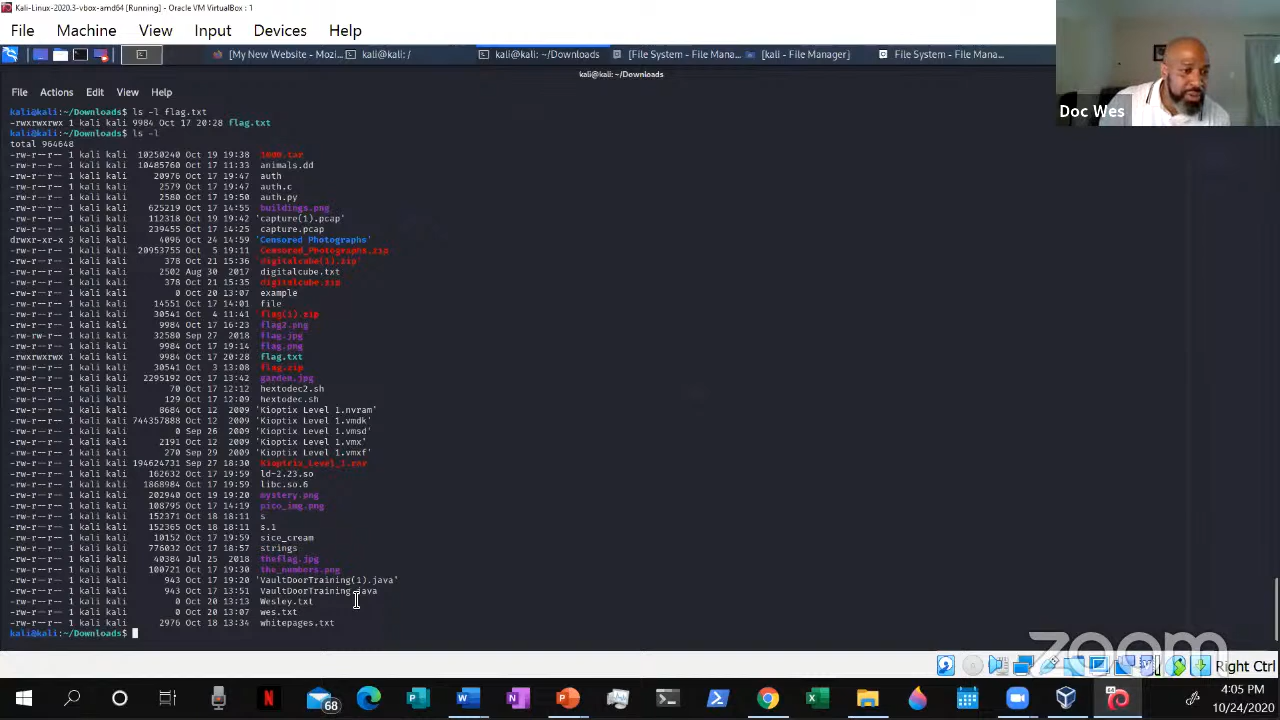 Kali-Linux-2020.3-vbox-amd64 [Running] - Oracle VM VirtualBox : 1
File Machine View Input Devices Help
[My New Website - Mozi... kali@kali: / kali@kali: ~/Downloads [File System - File Mana... [kali - File Manager] File System - File Mana...
kali@kali: ~/Downloads
File Actions Edit View Help
Doc Wes
kali@kali:~/Downloads$ ls -l flag.txt
-rwxrwxrwx 1 kali kali 9984 Oct 17 20:28 flag.txt
kali@kali:~/Downloads$ ls -l
total 964648
-rw-r--r-- 1 kali kali 10250240 Oct 19 19:38 1000.tar
-rw-r--r-- 1 kali kali 10485760 Oct 17 11:33 animals.dd
-rw-r--r-- 1 kali kali 20976 Oct 17 19:47 auth
-rw-r--r-- 1 kali kali 2579 Oct 17 19:47 auth.c
-rw-r--r-- 1 kali kali 2580 Oct 17 19:50 auth.py
-rw-r--r-- 1 kali kali 625219 Oct 17 14:55 buildings.png
-rw-r--r-- 1 kali kali 112318 Oct 19 19:42 'capture(1).pcap'
-rw-r--r-- 1 kali kali 239455 Oct 17 14:25 capture.pcap
drwxr-xr-x 3 kali kali 4096 Oct 24 14:59 'Censored Photographs'
-rw-r--r-- 1 kali kali 20953755 Oct 5 19:11 Censored_Photographs.zip
-rw-r--r-- 1 kali kali 378 Oct 21 15:36 'digitalcube(1).zip'
-rw-r--r-- 1 kali kali 2502 Aug 30 2017 digitalcube.txt
-rw-r--r-- 1 kali kali 378 Oct 21 15:35 digitalcube.zip
-rw-r--r-- 1 kali kali 0 Oct 20 13:07 example
-rw-r--r-- 1 kali kali 14551 Oct 17 14:01 file
-rw-r--r-- 1 kali kali 30541 Oct 4 11:41 'flag(1).zip'
-rw-r--r-- 1 kali kali 9984 Oct 17 16:23 flag2.png
-rw-rw-r-- 1 kali kali 32580 Sep 27 2018 flag.jpg
-rw-r--r-- 1 kali kali 9984 Oct 17 19:14 flag.png
-rwxrwxrwx 1 kali kali 9984 Oct 17 20:28 flag.txt
-rw-r--r-- 1 kali kali 30541 Oct 3 13:08 flag.zip
-rw-r--r-- 1 kali kali 2295192 Oct 17 13:42 garden.jpg
-rw-r--r-- 1 kali kali 70 Oct 17 12:12 hextodec2.sh
-rw-r--r-- 1 kali kali 129 Oct 17 12:09 hextodec.sh
-rw-r--r-- 1 kali kali 8684 Oct 12 2009 'Kioptix Level 1.nvram'
-rw-r--r-- 1 kali kali 744357888 Oct 12 2009 'Kioptix Level 1.vmdk'
-rw-r--r-- 1 kali kali 0 Sep 26 2009 'Kioptix Level 1.vmsd'
-rw-r--r-- 1 kali kali 2191 Oct 12 2009 'Kioptix Level 1.vmx'
-rw-r--r-- 1 kali kali 270 Sep 29 2009 'Kioptix Level 1.vmxf'
-rw-r--r-- 1 kali kali 194624731 Sep 27 18:30 Kioptrix_Level_1.rar
-rw-r--r-- 1 kali kali 162632 Oct 17 19:59 ld-2.23.so
-rw-r--r-- 1 kali kali 1868984 Oct 17 19:59 libc.so.6
-rw-r--r-- 1 kali kali 202940 Oct 19 19:20 mystery.png
-rw-r--r-- 1 kali kali 108795 Oct 17 14:19 pico_img.png
-rw-r--r-- 1 kali kali 152371 Oct 18 18:11 s
-rw-r--r-- 1 kali kali 152365 Oct 18 18:11 s.1
-rw-r--r-- 1 kali kali 10152 Oct 17 19:59 sice_cream
-rw-r--r-- 1 kali kali 776032 Oct 17 18:57 strings
-rw-r--r-- 1 kali kali 40384 Jul 25 2018 theflag.jpg
-rw-r--r-- 1 kali kali 100721 Oct 17 19:30 the_numbers.png
-rw-r--r-- 1 kali kali 943 Oct 17 19:20 'VaultDoorTraining(1).java'
-rw-r--r-- 1 kali kali 943 Oct 17 13:51 VaultDoorTraining.java
-rw-r--r-- 1 kali kali 0 Oct 20 13:13 Wesley.txt
-rw-r--r-- 1 kali kali 0 Oct 20 13:07 wes.txt
-rw-r--r-- 1 kali kali 2976 Oct 18 13:34 whitepages.txt
kali@kali:~/Downloads$
zoom
Right Ctrl
68
4:05 PM
10/24/2020